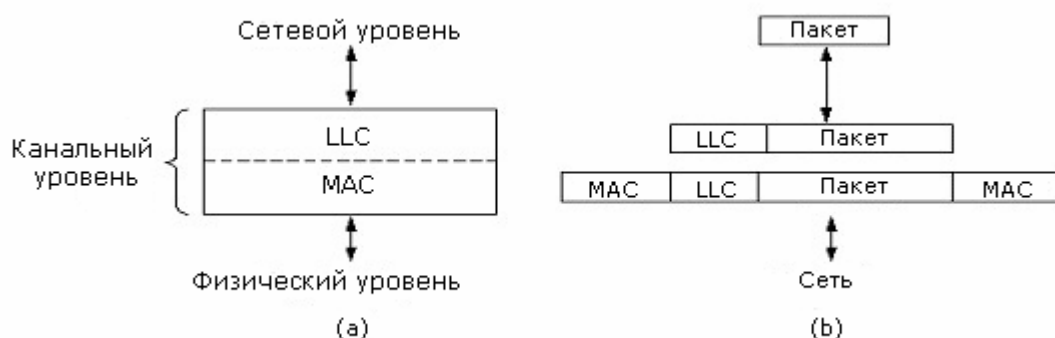 Сетевой уровень
Канальный
уровень
LLC
MAC
Физический уровень
(a)
Пакет
LLC Пакет
MAC LLC Пакет MAC
Сеть
(b)